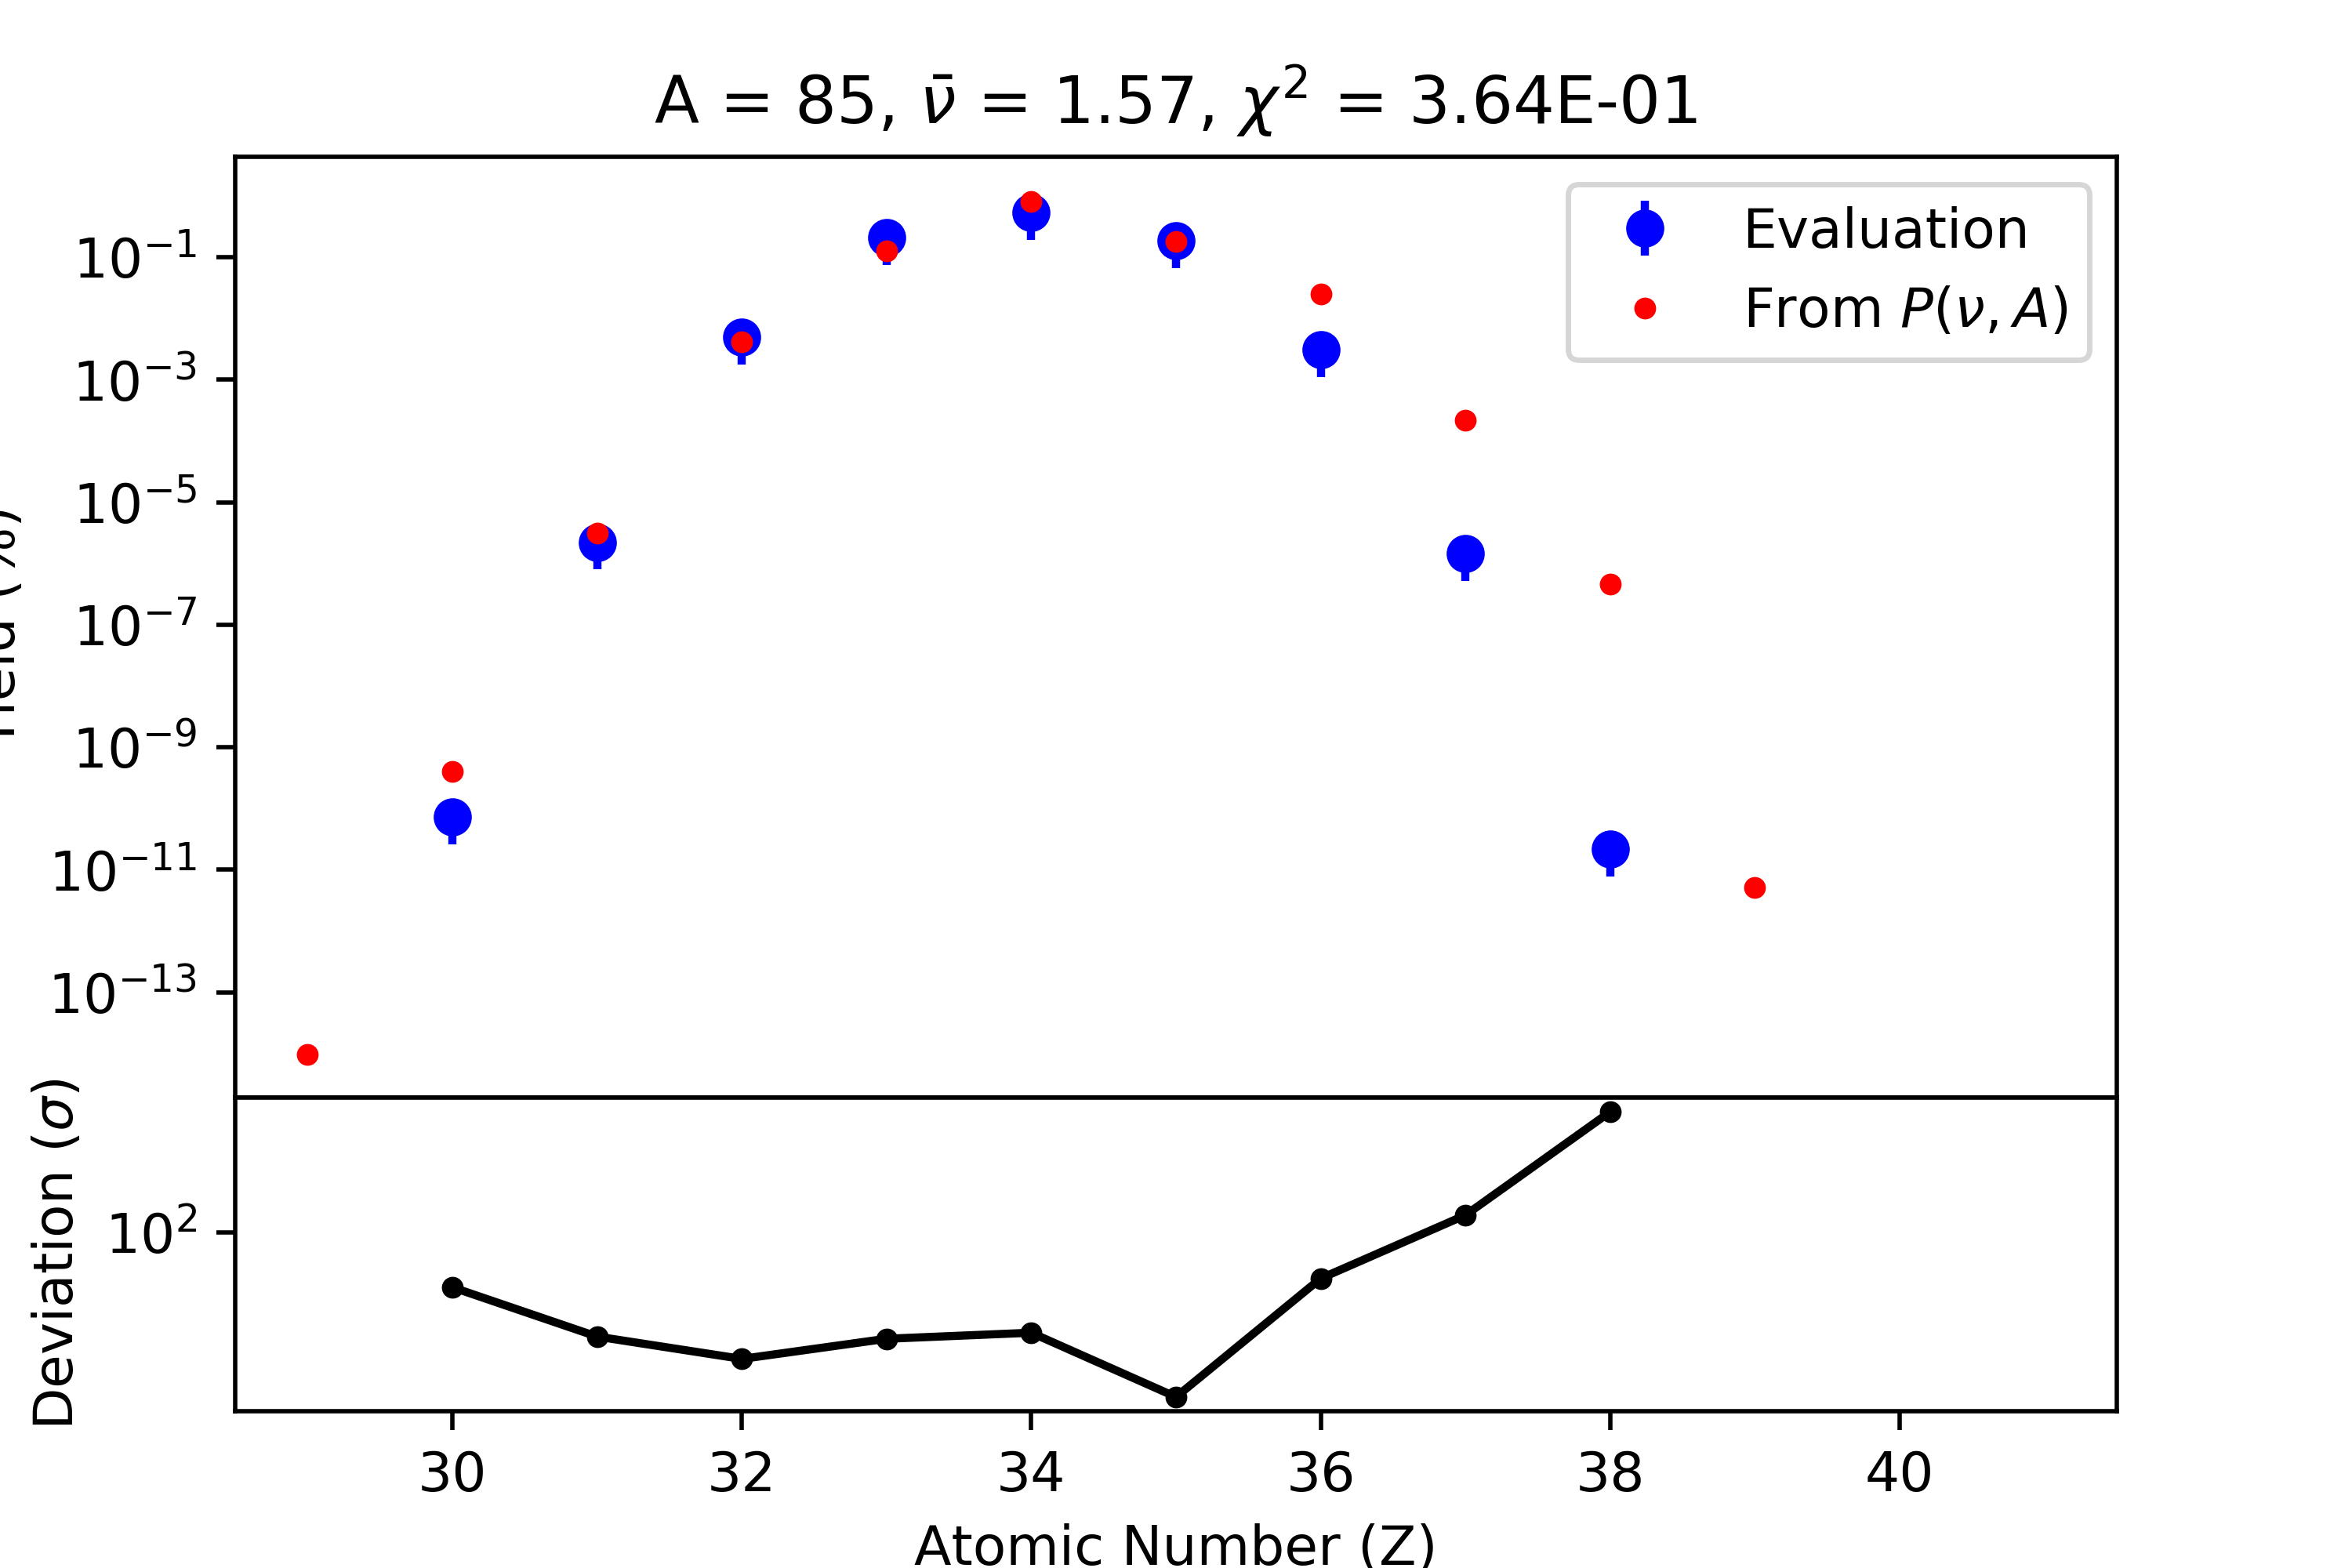 A = 85, ν̄ = 1.57, χ² = 3.64E-01
Evaluation
From P(ν, A)
10⁻¹
10⁻³
10⁻⁵
10⁻⁷
10⁻⁹
10⁻¹¹
10⁻¹³
(%)
Deviation (σ)
10²
30 32 34 36 38 40
Atomic Number (Z)